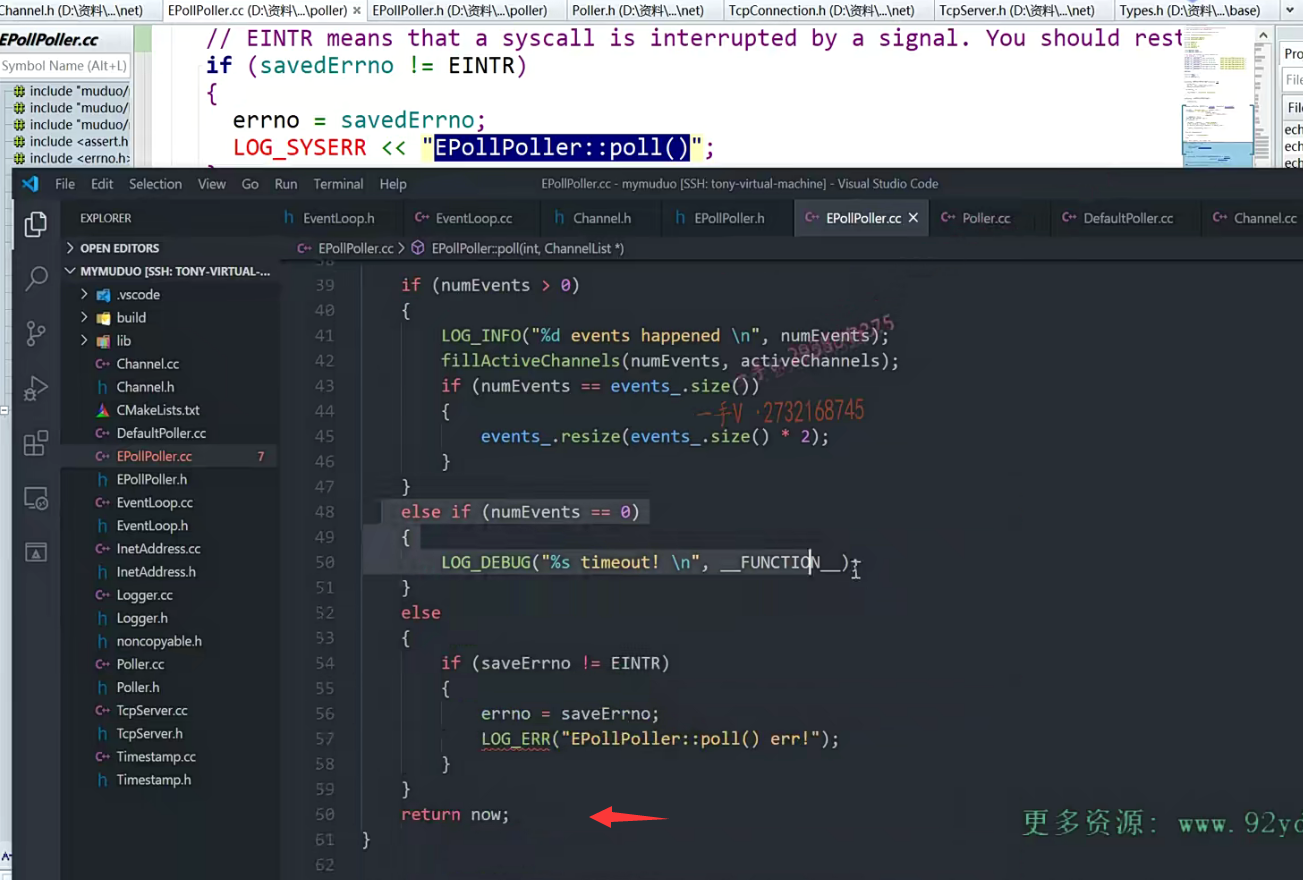 Channel.h (D:\资料\...\net)
EPollPoller.cc (D:\资料\...\poller) ×
EPollPoller.h (D:\资料\...\poller)
Poller.h (D:\资料\...\net)
TcpConnection.h (D:\资料\...\net)
TcpServer.h (D:\资料\...\net)
Types.h (D:\资料\...\base)
EPollPoller.cc
Symbol Name (Alt+L)
include "muduo/
include "muduo/
include "muduo/
include <assert.h
include <errno.h>
// EINTR means that a syscall is interrupted by a signal. You should rest
if (savedErrno != EINTR)
{
errno = savedErrno;
LOG_SYSERR << "EPollPoller::poll()";
Pro
File
File
ech
ech
ech
File Edit Selection View Go Run Terminal Help
EPollPoller.cc - mymuduo [SSH: tony-virtual-machine] - Visual Studio Code
EXPLORER
OPEN EDITORS
MYMUDUO [SSH: TONY-VIRTUAL-...
.vscode
build
lib
Channel.cc
Channel.h
CMakeLists.txt
DefaultPoller.cc
EPollPoller.cc 7
EPollPoller.h
EventLoop.cc
EventLoop.h
InetAddress.cc
InetAddress.h
Logger.cc
Logger.h
noncopyable.h
Poller.cc
Poller.h
TcpServer.cc
TcpServer.h
Timestamp.cc
Timestamp.h
EventLoop.h
EventLoop.cc
Channel.h
EPollPoller.h
EPollPoller.cc ×
Poller.cc
DefaultPoller.cc
Channel.cc
EPollPoller.cc > EPollPoller::poll(int, ChannelList *)
38
39 if (numEvents > 0)
40 {
41 LOG_INFO("%d events happened \n", numEvents);
42 fillActiveChannels(numEvents, activeChannels);
43 if (numEvents == events_.size())
44 {
45 events_.resize(events_.size() * 2);
46 }
47 }
48 else if (numEvents == 0)
49 {
50 LOG_DEBUG("%s timeout! \n", __FUNCTION__);
51 }
52 else
53 {
54 if (saveErrno != EINTR)
55 {
56 errno = saveErrno;
57 LOG_ERR("EPollPoller::poll() err!");
58 }
59 }
50 return now;
61 }
62
一手V ·2732168745
更多资源: www.92yd